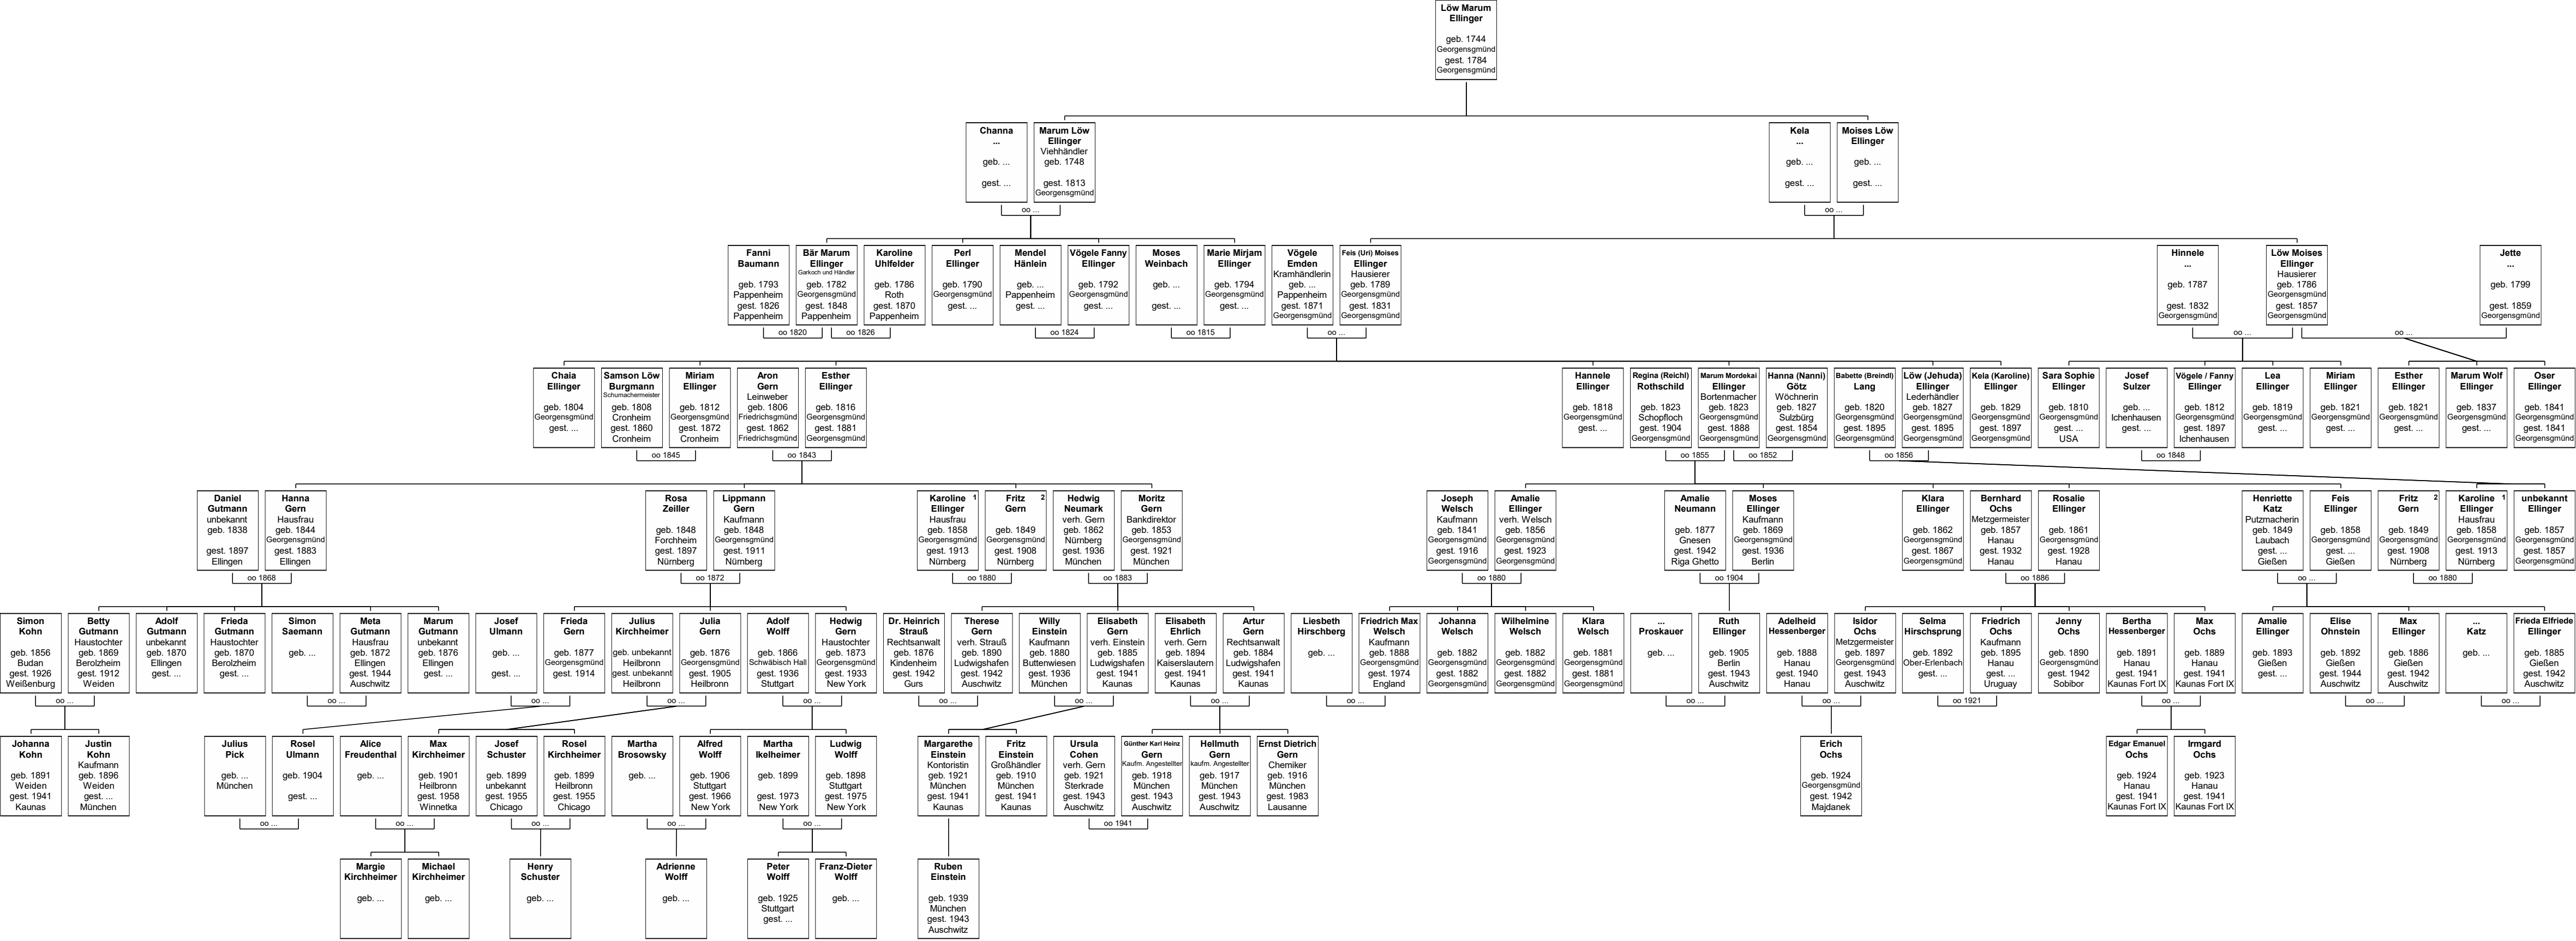 Löw Marum
Ellinger
geb. 1744
Georgensgmünd
gest. 1784
Georgensgmünd
Channa
...
geb. ...
gest. ...
Marum Löw
Ellinger
Viehhändler
geb. 1748
gest. 1813
Georgensgmünd
oo ...
Kela
...
geb. ...
gest. ...
Moises Löw
Ellinger
geb. ...
gest. ...
oo ...
Fanni
Baumann
geb. 1793
Pappenheim
gest. 1826
Pappenheim
oo 1820
Bär Marum
Ellinger
Garkoch und Händler
geb. 1782
Georgensgmünd
gest. 1848
Pappenheim
oo 1826
Karoline
Uhlfelder
geb. 1786
Roth
gest. 1870
Pappenheim
Perl
Ellinger
geb. 1790
Georgensgmünd
gest. ...
Mendel
Hänlein
geb. ...
Pappenheim
gest. ...
oo 1824
Vögele Fanny
Ellinger
geb. 1792
Georgensgmünd
gest. ...
Moses
Weinbach
geb. ...
gest. ...
oo 1815
Marie Mirjam
Ellinger
geb. 1794
Georgensgmünd
gest. ...
Vögele
Emden
Kramhändlerin
geb. ...
Pappenheim
gest. 1871
Georgensgmünd
oo ...
Feis (Uri) Moises
Ellinger
Hausierer
geb. 1789
Georgensgmünd
gest. 1831
Georgensgmünd
Hinnele
...
geb. 1787
gest. 1832
Georgensgmünd
oo ...
Löw Moises
Ellinger
Hausierer
geb. 1786
Georgensgmünd
gest. 1857
Georgensgmünd
oo ...
Jette
...
geb. 1799
gest. 1859
Georgensgmünd
Chaia
Ellinger
geb. 1804
Georgensgmünd
gest. ...
Samson Löw
Burgmann
Schumachermeister
geb. 1808
Cronheim
gest. 1860
Cronheim
oo 1845
Miriam
Ellinger
geb. 1812
Georgensgmünd
gest. 1872
Cronheim
Aron
Gern
Leinweber
geb. 1806
Friedrichsgmünd
gest. 1862
Friedrichsgmünd
oo 1843
Esther
Ellinger
geb. 1816
Georgensgmünd
gest. 1881
Georgensgmünd
Hannele
Ellinger
geb. 1818
Georgensgmünd
gest. ...
Regina (Reichl)
Rothschild
geb. 1823
Schopfloch
gest. 1904
Georgensgmünd
oo 1855
Marum Mordekai
Ellinger
Bortenmacher
geb. 1823
Georgensgmünd
gest. 1888
Georgensgmünd
oo 1852
Hanna (Nanni)
Götz
Wöchnerin
geb. 1827
Sulzbürg
gest. 1854
Georgensgmünd
Babette (Breindl)
Lang
geb. 1820
Georgensgmünd
gest. 1895
Georgensgmünd
oo 1856
Löw (Jehuda)
Ellinger
Lederhändler
geb. 1827
Georgensgmünd
gest. 1895
Georgensgmünd
Kela (Karoline)
Ellinger
geb. 1829
Georgensgmünd
gest. 1897
Georgensgmünd
Sara Sophie
Ellinger
geb. 1810
Georgensgmünd
gest. ...
USA
Josef
Sulzer
geb. ...
Ichenhausen
gest. ...
oo 1848
Vögele / Fanny
Ellinger
geb. 1812
Georgensgmünd
gest. 1897
Ichenhausen
Lea
Ellinger
geb. 1819
Georgensgmünd
gest. ...
Miriam
Ellinger
geb. 1821
Georgensgmünd
gest. ...
Esther
Ellinger
geb. 1821
Georgensgmünd
gest. ...
Marum Wolf
Ellinger
geb. 1837
Georgensgmünd
gest. ...
Oser
Ellinger
geb. 1841
Georgensgmünd
gest. 1841
Georgensgmünd
Daniel
Gutmann
unbekannt
geb. 1838
gest. 1897
Ellingen
oo 1868
Hanna
Gern
Hausfrau
geb. 1844
Georgensgmünd
gest. 1883
Ellingen
Rosa
Zeiller
geb. 1848
Forchheim
gest. 1897
Nürnberg
oo 1872
Lippmann
Gern
Kaufmann
geb. 1848
Georgensgmünd
gest. 1911
Nürnberg
Karoline 1
Ellinger
Hausfrau
geb. 1858
Georgensgmünd
gest. 1913
Nürnberg
oo 1880
Fritz 2
Gern
geb. 1849
Georgensgmünd
gest. 1908
Nürnberg
Hedwig
Neumark
verh. Gern
geb. 1862
Nürnberg
gest. 1936
München
oo 1883
Moritz
Gern
Bankdirektor
geb. 1853
Georgensgmünd
gest. 1921
München
Joseph
Welsch
Kaufmann
geb. 1841
Georgensgmünd
gest. 1916
Georgensgmünd
oo 1880
Amalie
Ellinger
verh. Welsch
geb. 1856
Georgensgmünd
gest. 1923
Georgensgmünd
Amalie
Neumann
geb. 1877
Gnesen
gest. 1942
Riga Ghetto
oo 1904
Moses
Ellinger
Kaufmann
geb. 1869
Georgensgmünd
gest. 1936
Berlin
Klara
Ellinger
geb. 1862
Georgensgmünd
gest. 1867
Georgensgmünd
Bernhard
Ochs
Metzgermeister
geb. 1857
Hanau
gest. 1932
Hanau
oo 1886
Rosalie
Ellinger
geb. 1861
Georgensgmünd
gest. 1928
Hanau
Henriette
Katz
Putzmacherin
geb. 1849
Laubach
gest. ...
Gießen
oo ...
Feis
Ellinger
geb. 1858
Georgensgmünd
gest. ...
Gießen
Fritz 2
Gern
geb. 1849
Georgensgmünd
gest. 1908
Nürnberg
oo 1880
Karoline 1
Ellinger
Hausfrau
geb. 1858
Georgensgmünd
gest. 1913
Nürnberg
unbekannt
Ellinger
geb. 1857
Georgensgmünd
gest. 1857
Georgensgmünd
Simon
Kohn
geb. 1856
Budan
gest. 1926
Weißenburg
oo ...
Betty
Gutmann
Haustochter
geb. 1869
Berolzheim
gest. 1912
Weiden
Adolf
Gutmann
unbekannt
geb. 1870
Ellingen
gest. ...
Frieda
Gutmann
Haustochter
geb. 1870
Berolzheim
gest. ...
Simon
Saemann
geb. ...
oo ...
Meta
Gutmann
Hausfrau
geb. 1872
Ellingen
gest. 1944
Auschwitz
Marum
Gutmann
unbekannt
geb. 1876
Ellingen
gest. ...
Josef
Ulmann
geb. ...
gest. ...
oo ...
Frieda
Gern
geb. 1877
Georgensgmünd
gest. 1914
Julius
Kirchheimer
geb. unbekannt
Heilbronn
gest. unbekannt
Heilbronn
oo ...
Julia
Gern
geb. 1876
Georgensgmünd
gest. 1905
Heilbronn
Adolf
Wolff
geb. 1866
Schwäbisch Hall
gest. 1936
Stuttgart
oo ...
Hedwig
Gern
Haustochter
geb. 1873
Georgensgmünd
gest. 1933
New York
Dr. Heinrich
Strauß
Rechtsanwalt
geb. 1876
Kindenheim
gest. 1942
Gurs
oo ...
Therese
Gern
verh. Strauß
geb. 1890
Ludwigshafen
gest. 1942
Auschwitz
Willy
Einstein
Kaufmann
geb. 1880
Buttenwiesen
gest. 1936
München
oo ...
Elisabeth
Gern
verh. Einstein
geb. 1885
Ludwigshafen
gest. 1941
Kaunas
Elisabeth
Ehrlich
verh. Gern
geb. 1894
Kaiserslautern
gest. 1941
Kaunas
oo ...
Artur
Gern
Rechtsanwalt
geb. 1884
Ludwigshafen
gest. 1941
Kaunas
Liesbeth
Hirschberg
geb. ...
oo ...
Friedrich Max
Welsch
Kaufmann
geb. 1888
Georgensgmünd
gest. 1974
England
Johanna
Welsch
geb. 1882
Georgensgmünd
gest. 1882
Georgensgmünd
Wilhelmine
Welsch
geb. 1882
Georgensgmünd
gest. 1882
Georgensgmünd
Klara
Welsch
geb. 1881
Georgensgmünd
gest. 1881
Georgensgmünd
...
Proskauer
geb. ...
oo ...
Ruth
Ellinger
geb. 1905
Berlin
gest. 1943
Auschwitz
Adelheid
Hessenberger
geb. 1888
Hanau
gest. 1940
Hanau
oo ...
Isidor
Ochs
Metzgermeister
geb. 1897
Georgensgmünd
gest. 1943
Auschwitz
Selma
Hirschsprung
geb. 1892
Ober-Erlenbach
gest. ...
oo 1921
Friedrich
Ochs
Kaufmann
geb. 1895
Hanau
gest. ...
Uruguay
Jenny
Ochs
geb. 1890
Georgensgmünd
gest. 1942
Sobibor
Bertha
Hessenberger
geb. 1891
Hanau
gest. 1941
Kaunas Fort IX
oo ...
Max
Ochs
geb. 1889
Hanau
gest. 1941
Kaunas Fort IX
Amalie
Ellinger
geb. 1893
Gießen
gest. ...
Elise
Ohnstein
geb. 1892
Gießen
gest. 1944
Auschwitz
oo ...
Max
Ellinger
geb. 1886
Gießen
gest. 1942
Auschwitz
...
Katz
geb. ...
oo ...
Frieda Elfriede
Ellinger
geb. 1885
Gießen
gest. 1942
Auschwitz
Johanna
Kohn
geb. 1891
Weiden
gest. 1941
Kaunas
Justin
Kohn
Kaufmann
geb. 1896
Weiden
gest. ...
München
Julius
Pick
geb. ...
München
oo ...
Rosel
Ulmann
geb. 1904
gest. ...
Alice
Freudenthal
geb. ...
oo ...
Max
Kirchheimer
geb. 1901
Heilbronn
gest. 1958
Winnetka
Josef
Schuster
geb. 1899
unbekannt
gest. 1955
Chicago
oo ...
Rosel
Kirchheimer
geb. 1899
Heilbronn
gest. 1955
Chicago
Martha
Brosowsky
geb. ...
oo ...
Alfred
Wolff
geb. 1906
Stuttgart
gest. 1966
New York
Martha
Ikelheimer
geb. 1899
gest. 1973
New York
oo ...
Ludwig
Wolff
geb. 1898
Stuttgart
gest. 1975
New York
Margarethe
Einstein
Kontoristin
geb. 1921
München
gest. 1941
Kaunas
Fritz
Einstein
Großhändler
geb. 1910
München
gest. 1941
Kaunas
Ursula
Cohen
verh. Gern
geb. 1921
Sterkrade
gest. 1943
Auschwitz
oo 1941
Günther Karl Heinz
Gern
Kaufm. Angestellter
geb. 1918
München
gest. 1943
Auschwitz
Hellmuth
Gern
kaufm. Angestellter
geb. 1917
München
gest. 1943
Auschwitz
Ernst Dietrich
Gern
Chemiker
geb. 1916
München
gest. 1983
Lausanne
Erich
Ochs
geb. 1924
Georgensgmünd
gest. 1942
Majdanek
Edgar Emanuel
Ochs
geb. 1924
Hanau
gest. 1941
Kaunas Fort IX
Irmgard
Ochs
geb. 1923
Hanau
gest. 1941
Kaunas Fort IX
Margie
Kirchheimer
geb. ...
Michael
Kirchheimer
geb. ...
Henry
Schuster
geb. ...
Adrienne
Wolff
geb. ...
Peter
Wolff
geb. 1925
Stuttgart
gest. ...
Franz-Dieter
Wolff
geb. ...
Ruben
Einstein
geb. 1939
München
gest. 1943
Auschwitz